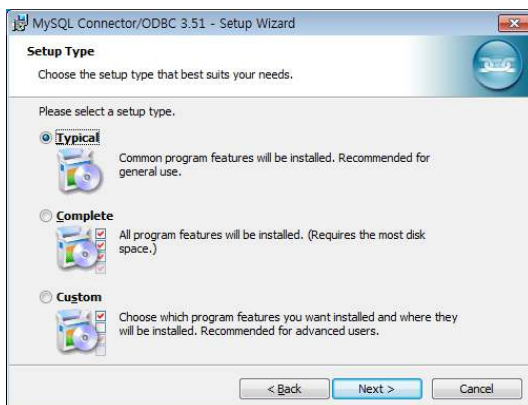 MySQL Connector/ODBC 3.51 - Setup Wizard
Setup Type
Choose the setup type that best suits your needs.
Please select a setup type.
Typical
Common program features will be installed. Recommended for
general use.
Complete
All program features will be installed. (Requires the most disk
space.)
Custom
Choose which program features you want installed and where they
will be installed. Recommended for advanced users.
< Back
Next >
Cancel